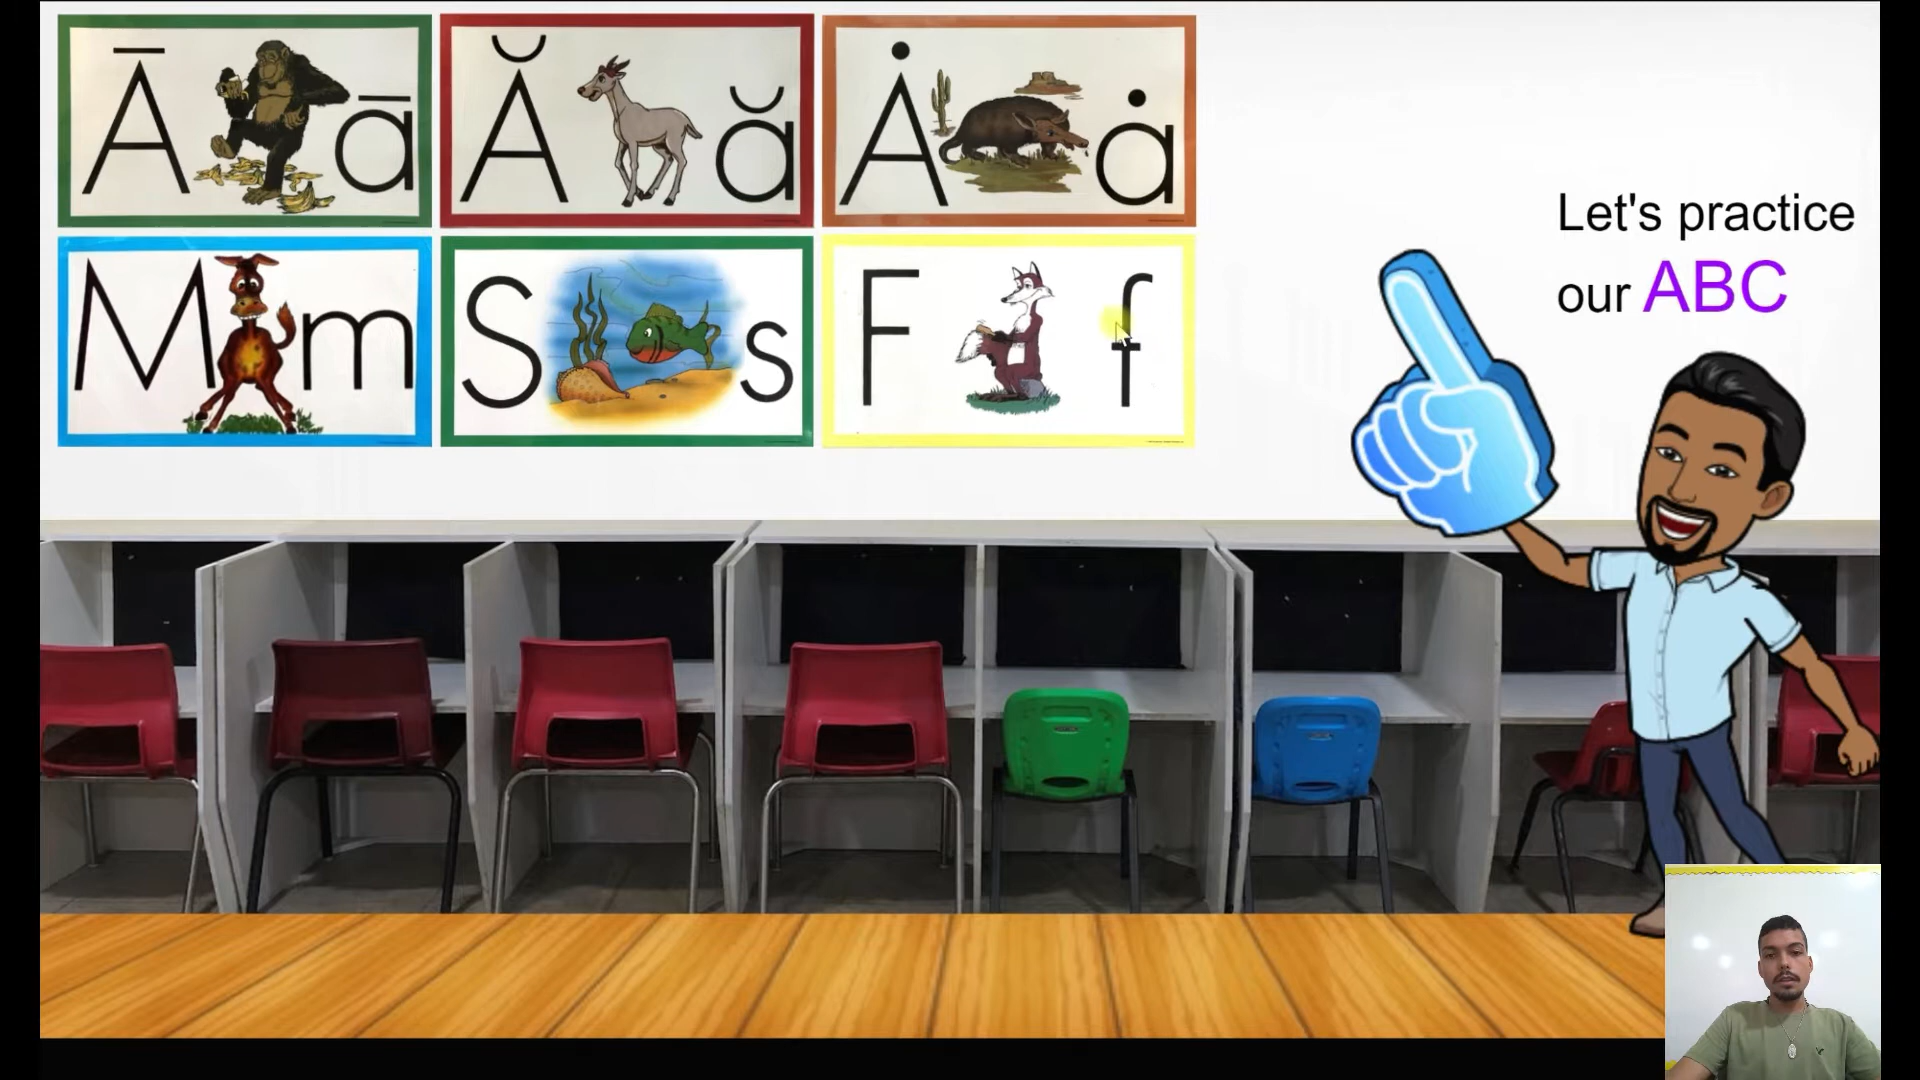 Ā ā
Ă ă
Ȧ ȧ
M m
S s
F f
Let's practice
our ABC